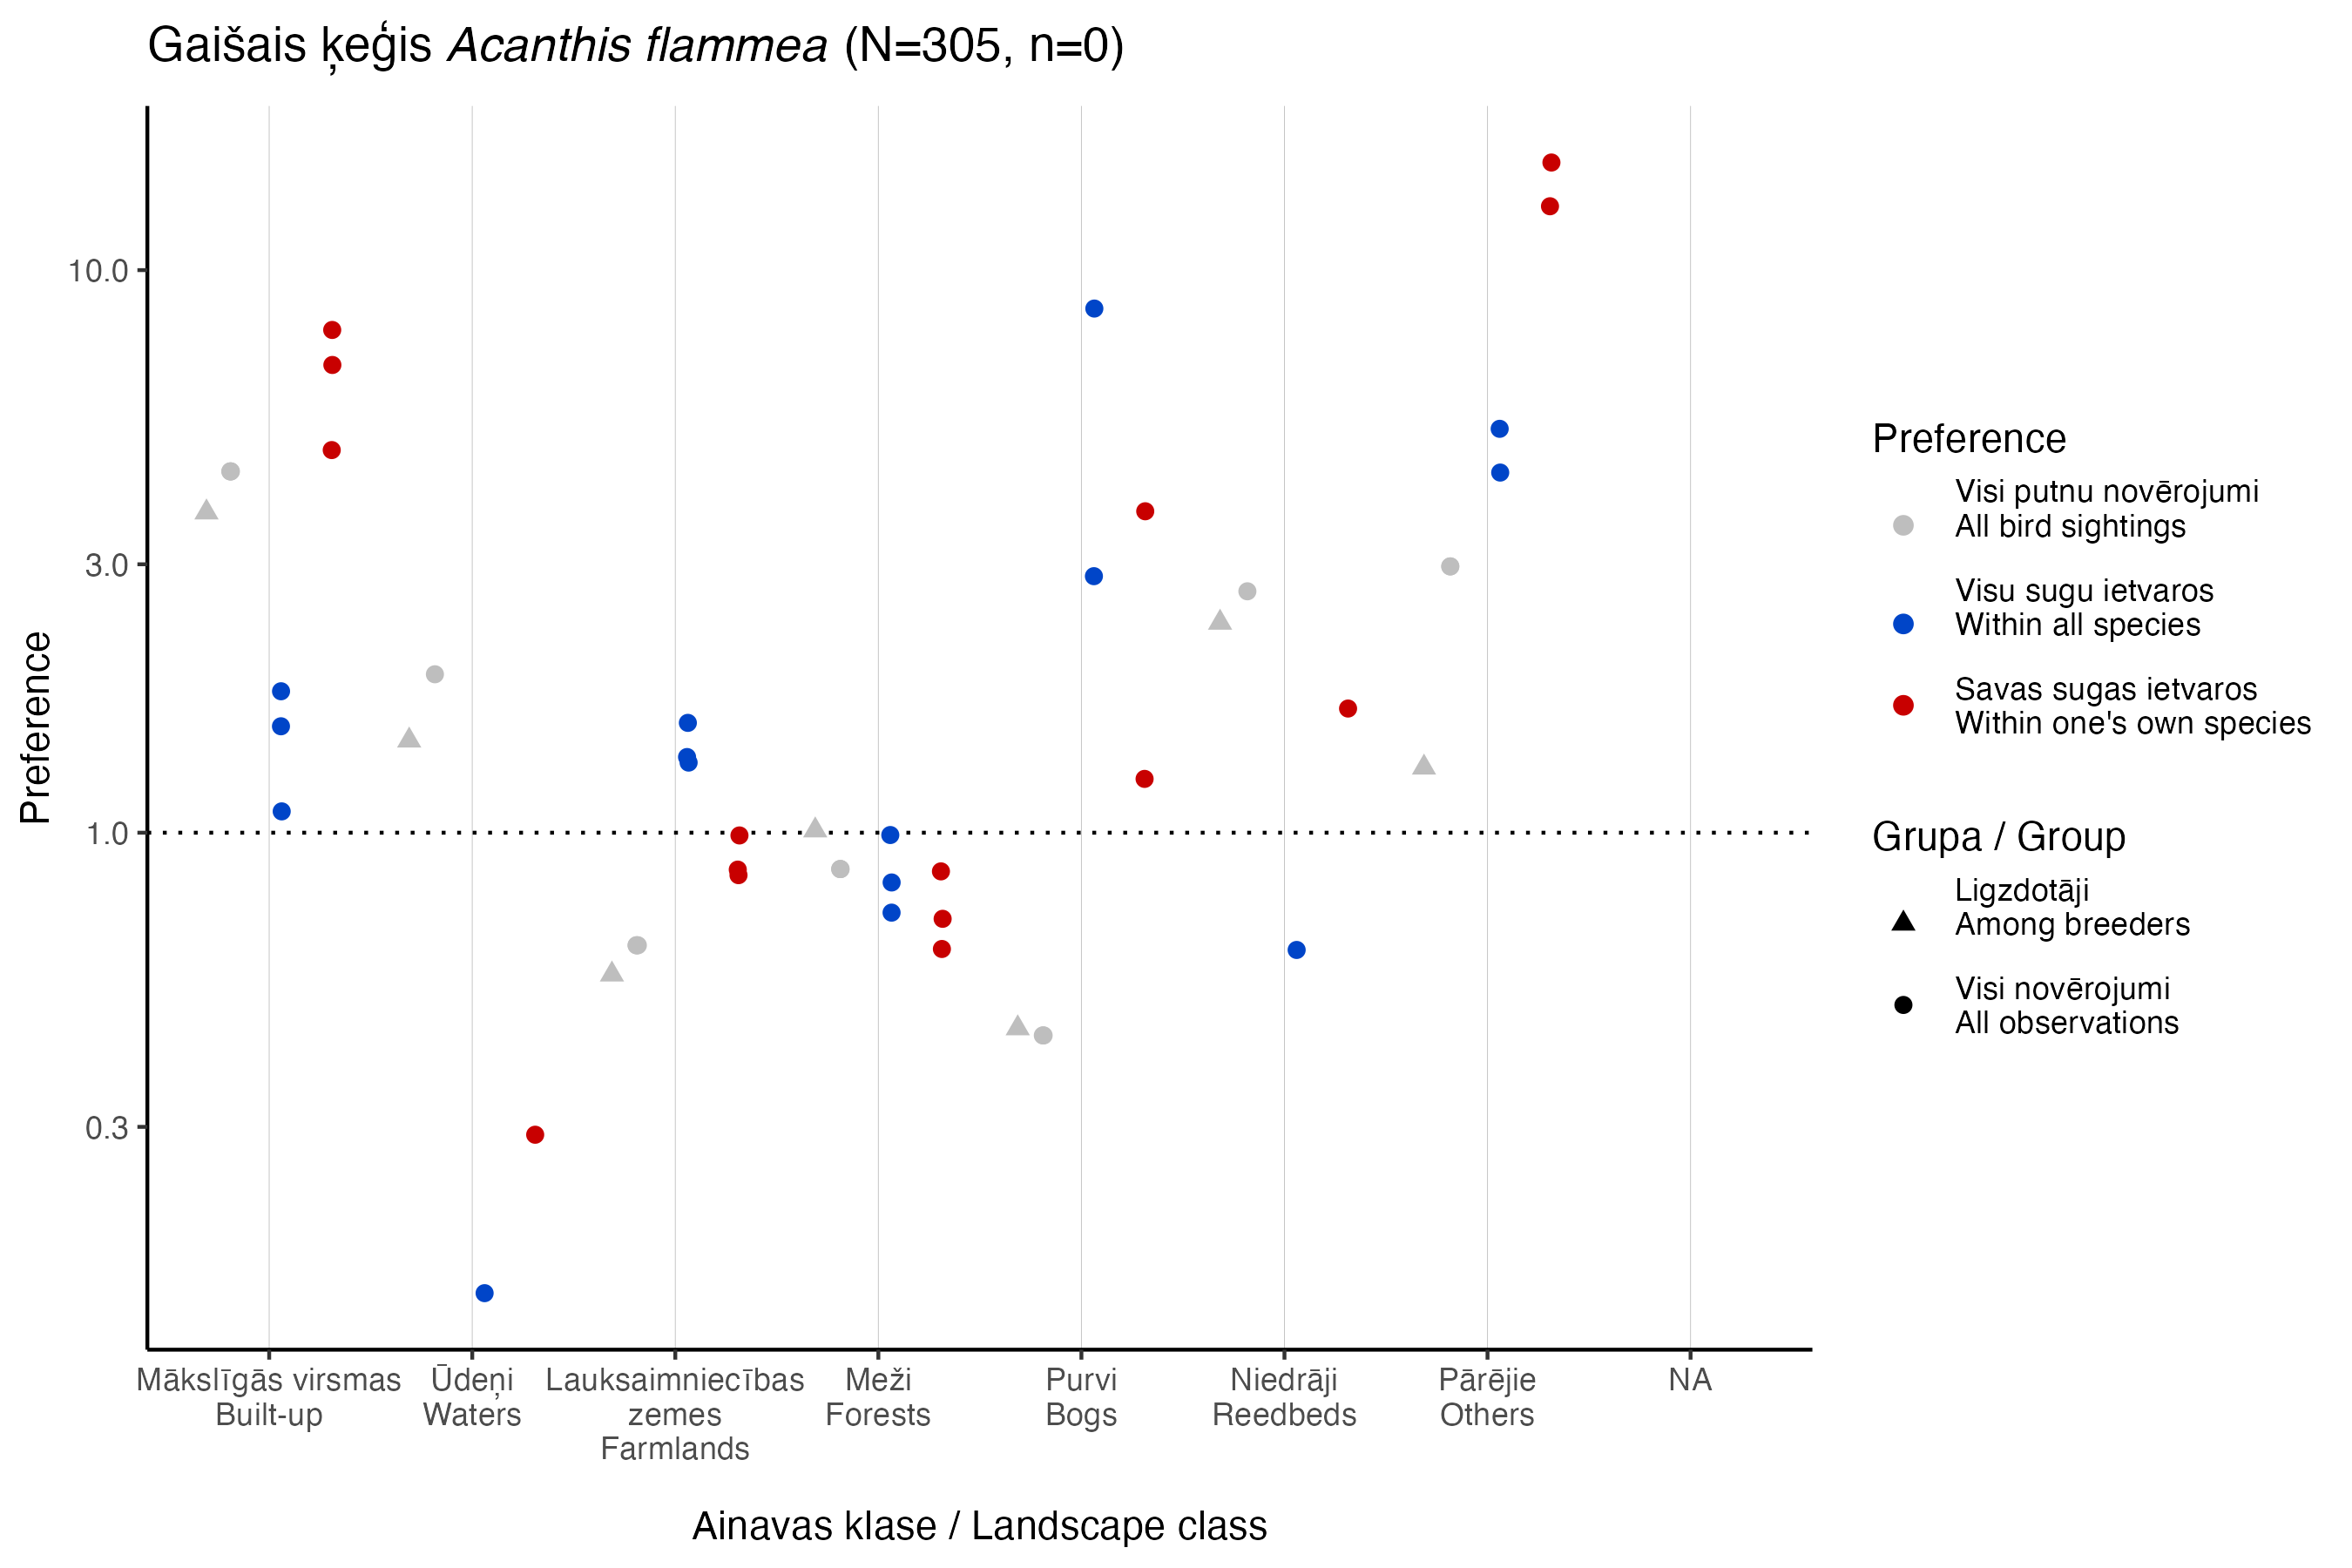 Gaišais ķeģis Acanthis flammea (N=305, n=0)
Preference
10.0
3.0
1.0
0.3
Mākslīgās virsmas
Built-up
Ūdeņi
Waters
Lauksaimniecības
zemes
Farmlands
Meži
Forests
Purvi
Bogs
Niedrāji
Reedbeds
Pārējie
Others
NA
Ainavas klase / Landscape class
Preference
Visi putnu novērojumi
All bird sightings
Visu sugu ietvaros
Within all species
Savas sugas ietvaros
Within one's own species
Grupa / Group
Ligzdotāji
Among breeders
Visi novērojumi
All observations